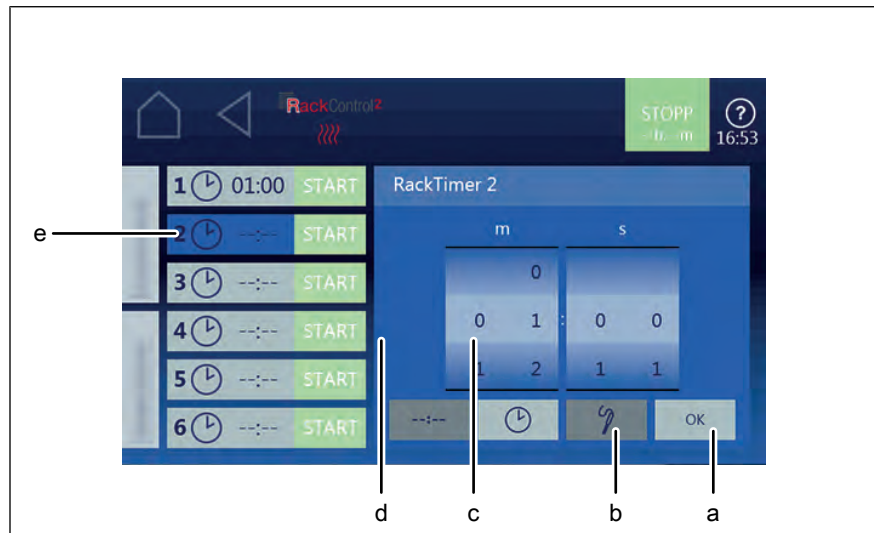 RackControl2
STOPP
--h. --m
?
16:53
1 01:00 START
2 --:-- START
3 --:-- START
4 --:-- START
5 --:-- START
6 --:-- START
RackTimer 2
m s
0
0 1 : 0 0
1 2 1 1
--:-- OK
e
d c b a